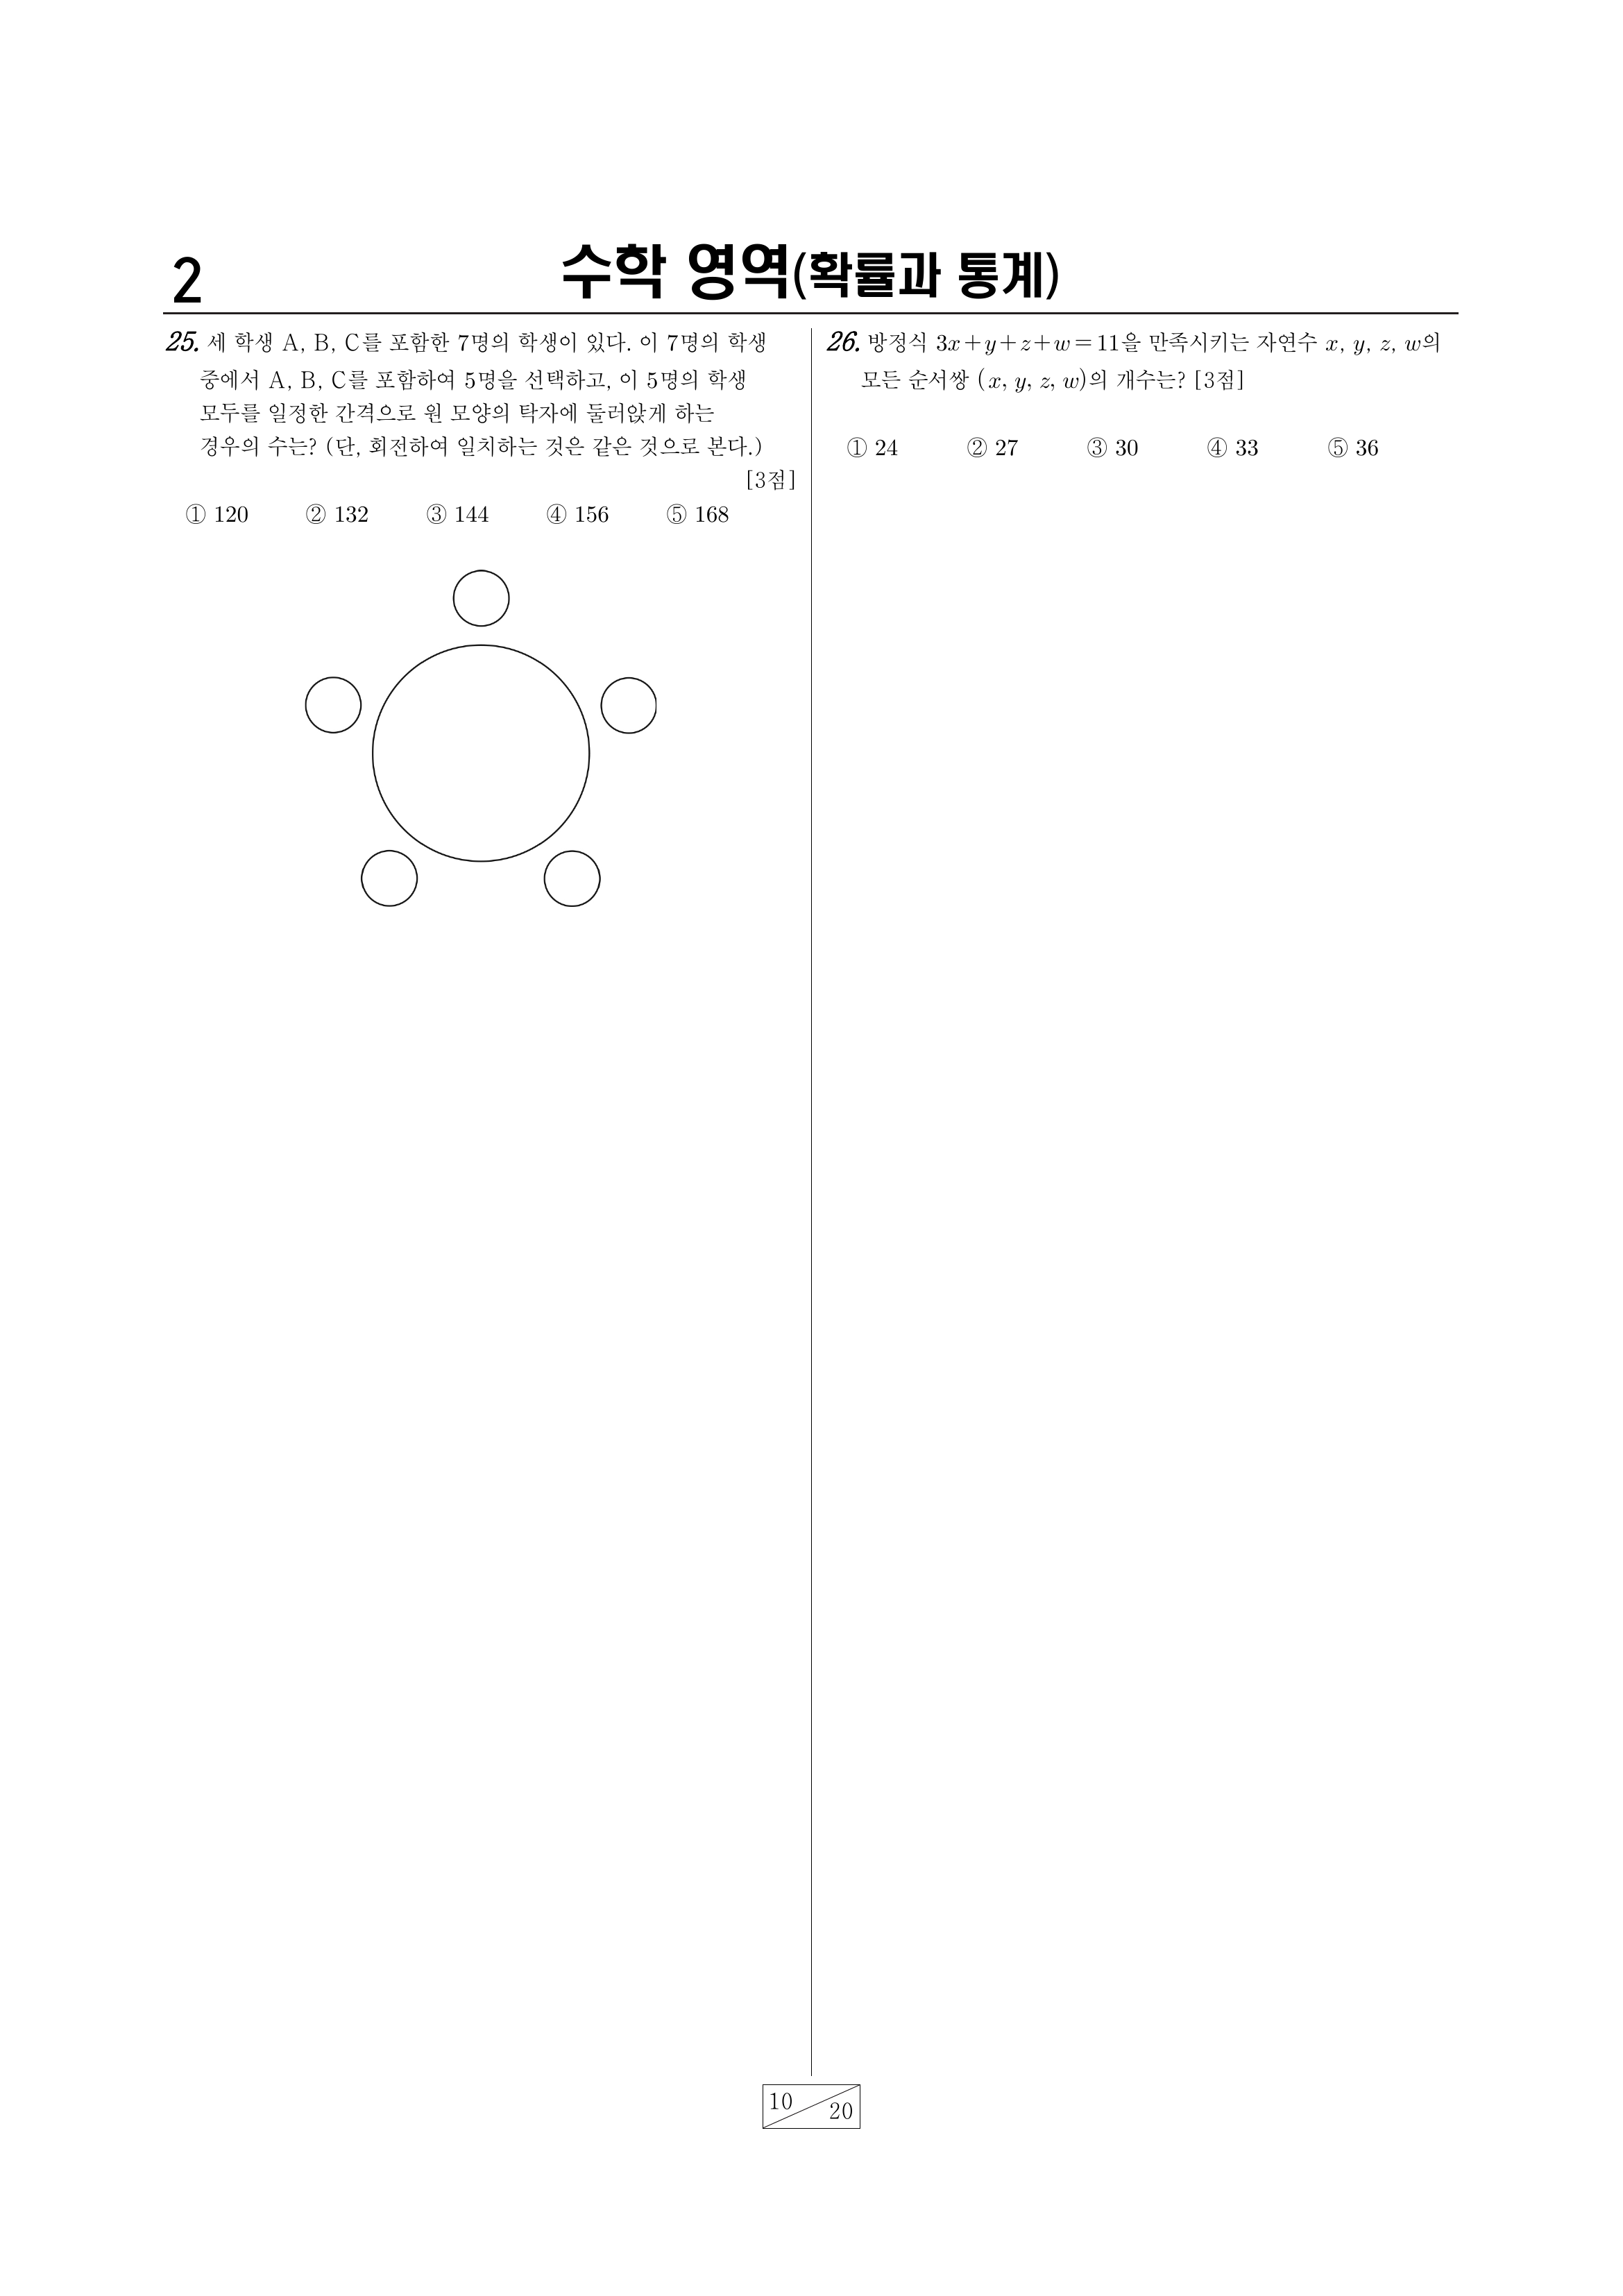 2
수학 영역(확률과 통계)
25. 세 학생 A, B, C를 포함한 7명의 학생이 있다. 이 7명의 학생
중에서 A, B, C를 포함하여 5명을 선택하고, 이 5명의 학생
모두를 일정한 간격으로 원 모양의 탁자에 둘러앉게 하는
경우의 수는? (단, 회전하여 일치하는 것은 같은 것으로 본다.)
[3점]
① 120 ② 132 ③ 144 ④ 156 ⑤ 168
26. 방정식 3x+y+z+w=11을 만족시키는 자연수 x, y, z, w의
모든 순서쌍 (x, y, z, w)의 개수는? [3점]
① 24 ② 27 ③ 30 ④ 33 ⑤ 36
10
20